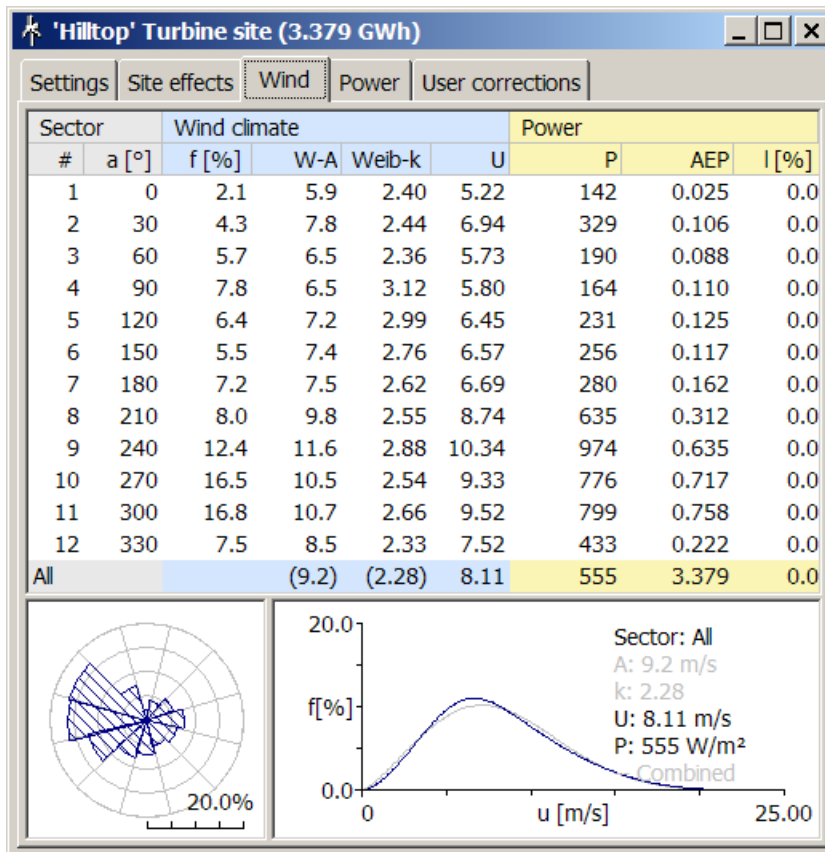 'Hilltop' Turbine site (3.379 GWh)
Settings Site effects Wind Power User corrections
Sector Wind climate Power
# a [°] f [%] W-A Weib-k U P AEP l [%]
1 0 2.1 5.9 2.40 5.22 142 0.025 0.0
2 30 4.3 7.8 2.44 6.94 329 0.106 0.0
3 60 5.7 6.5 2.36 5.73 190 0.088 0.0
4 90 7.8 6.5 3.12 5.80 164 0.110 0.0
5 120 6.4 7.2 2.99 6.45 231 0.125 0.0
6 150 5.5 7.4 2.76 6.57 256 0.117 0.0
7 180 7.2 7.5 2.62 6.69 280 0.162 0.0
8 210 8.0 9.8 2.55 8.74 635 0.312 0.0
9 240 12.4 11.6 2.88 10.34 974 0.635 0.0
10 270 16.5 10.5 2.54 9.33 776 0.717 0.0
11 300 16.8 10.7 2.66 9.52 799 0.758 0.0
12 330 7.5 8.5 2.33 7.52 433 0.222 0.0
All (9.2) (2.28) 8.11 555 3.379 0.0
20.0%
20.0
f[%]
0.0
0 u [m/s] 25.00
Sector: All
A: 9.2 m/s
k: 2.28
U: 8.11 m/s
P: 555 W/m²
Combined